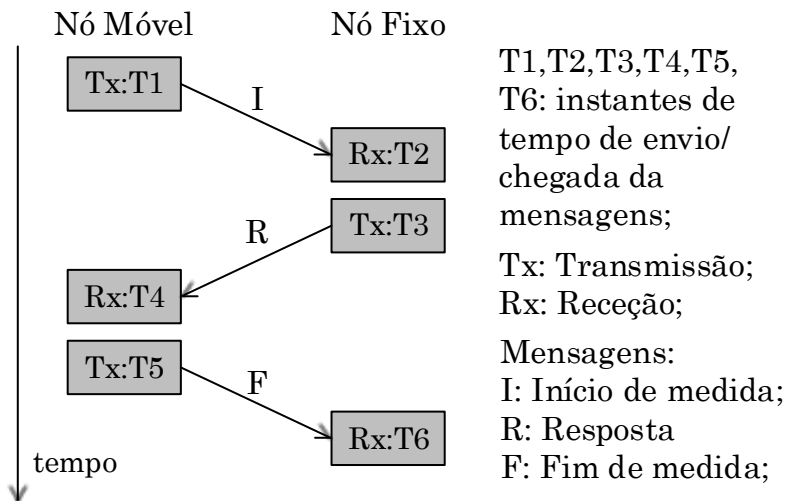 Nó Móvel
Nó Fixo
Tx:T1
I
Rx:T2
Tx:T3
R
Rx:T4
Tx:T5
F
Rx:T6
tempo
T1,T2,T3,T4,T5,
T6: instantes de
tempo de envio/
chegada da
mensagens;
Tx: Transmissão;
Rx: Receção;
Mensagens:
I: Início de medida;
R: Resposta
F: Fim de medida;